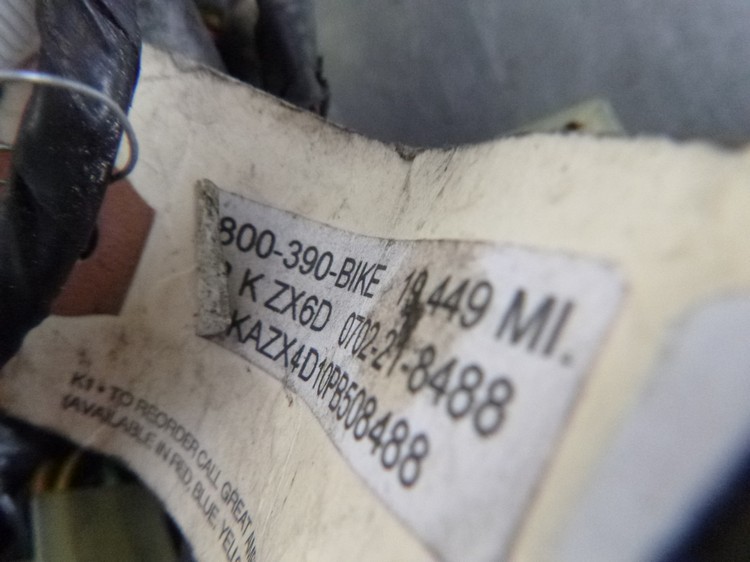 800-390-BIKE 19,449 MI.
K ZX6D 0702-21-8488
KAZX4D10PB508488
K1 • TO REORDER CALL GREAT
(AVAILABLE IN RED, BLUE,